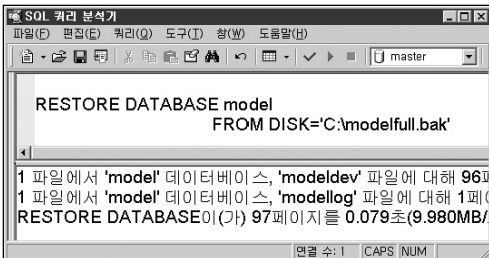 SQL 쿼리 분석기
파일(F) 편집(E) 쿼리(Q) 도구(T) 창(W) 도움말(H)
master
RESTORE DATABASE model
FROM DISK='C:\modelfull.bak'
1 파일에서 'model' 데이터베이스, 'modeldev' 파일에 대해 96
1 파일에서 'model' 데이터베이스, 'modellog' 파일에 대해 1페이
RESTORE DATABASE이(가) 97페이지를 0.079초(9.980MB/
연결 수: 1 CAPS NUM